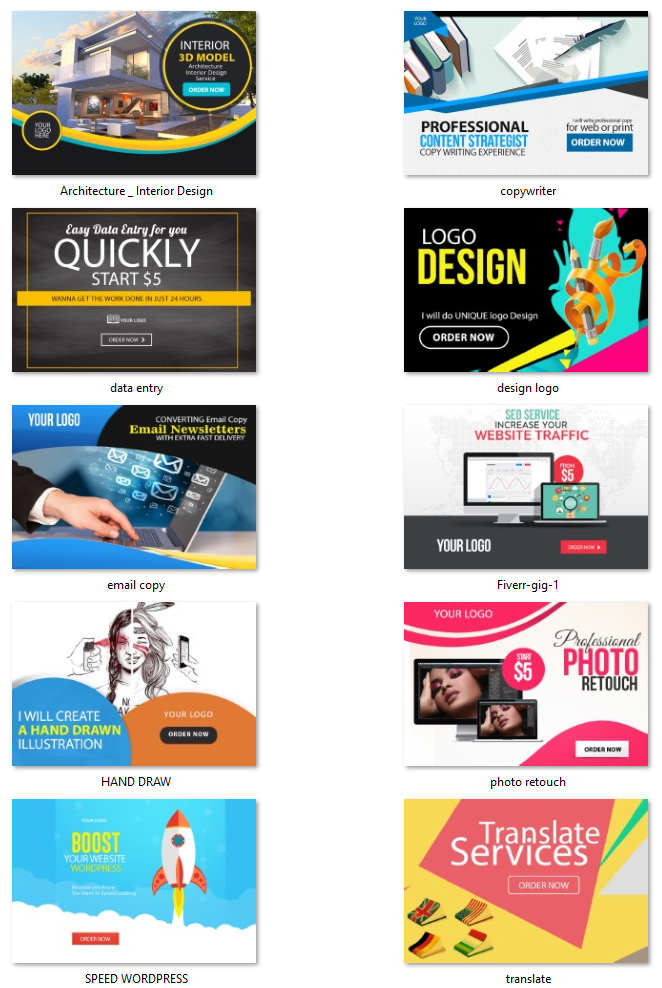 INTERIOR
3D MODEL
Architecture
Interior Design
Service
ORDER NOW
YOUR
LOGO
HERE
Architecture _ Interior Design
YOUR
LOGO
PROFESSIONAL
CONTENT STRATEGIST
COPY WRITING EXPERIENCE
I will write professional copy
for web or print
ORDER NOW
copywriter
Easy Data Entry for you
QUICKLY
START $5
WANNA GET THE WORK DONE IN JUST 24 HOURS
YOUR LOGO
ORDER NOW
data entry
LOGO
DESIGN
I will do UNIQUE logo Design
ORDER NOW
design logo
YOUR LOGO
CONVERTING Email Copy
Email Newsletters
WITH EXTRA FAST DELIVERY
email copy
SEO SERVICE
INCREASE YOUR
WEBSITE TRAFFIC
FROM
$5
YOUR LOGO
ORDER NOW
Fiverr-gig-1
I WILL CREATE
A HAND DRAWN
ILLUSTRATION
YOUR LOGO
ORDER NOW
HAND DRAW
YOUR LOGO
Professional
PHOTO
RETOUCH
START
$5
ORDER NOW
photo retouch
YOUR LOGO
BOOST
YOUR WEBSITE
WORDPRESS
ORDER NOW
SPEED WORDPRESS
Translate
Services
ORDER NOW
translate